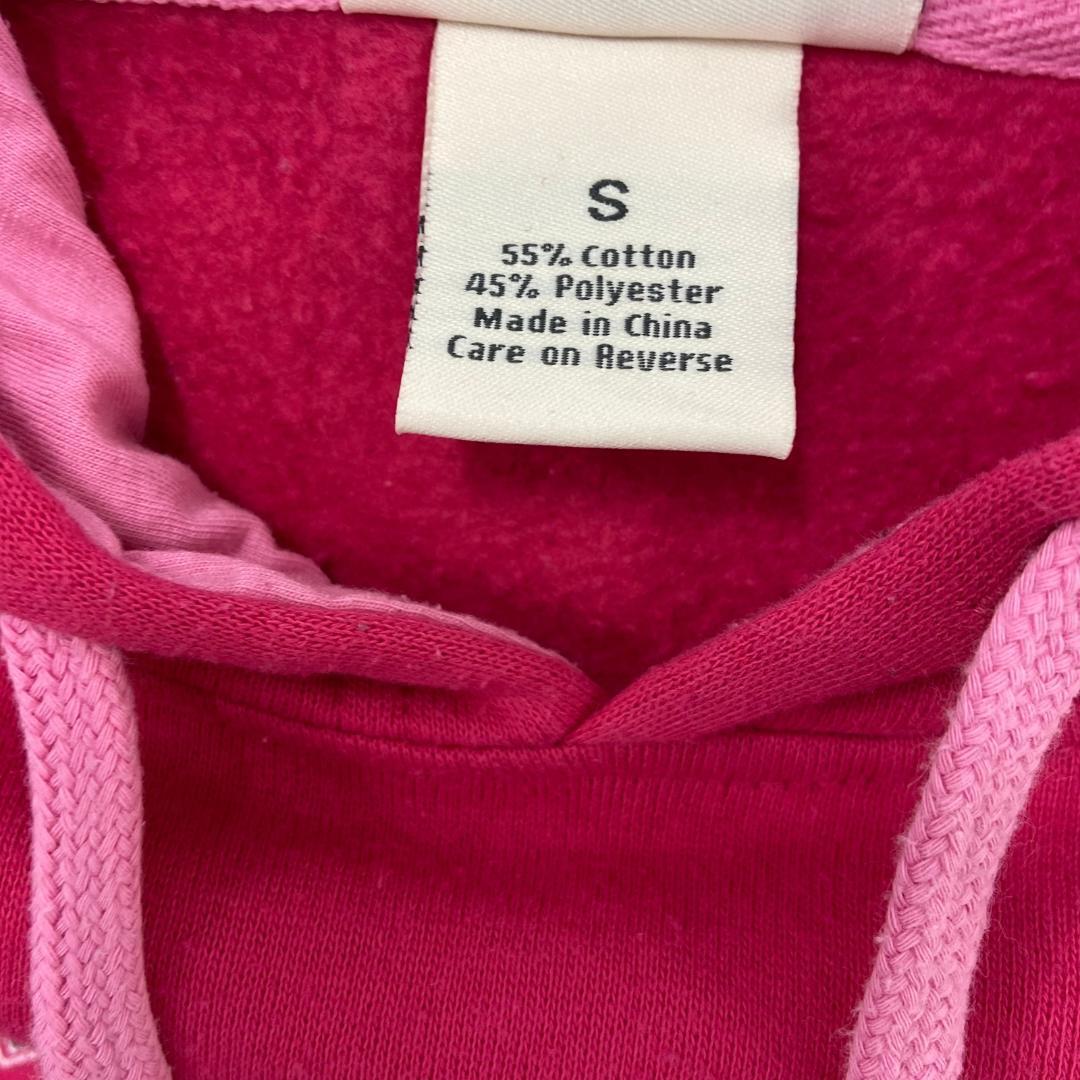 S
55% Cotton
45% Polyester
Made in China
Care on Reverse